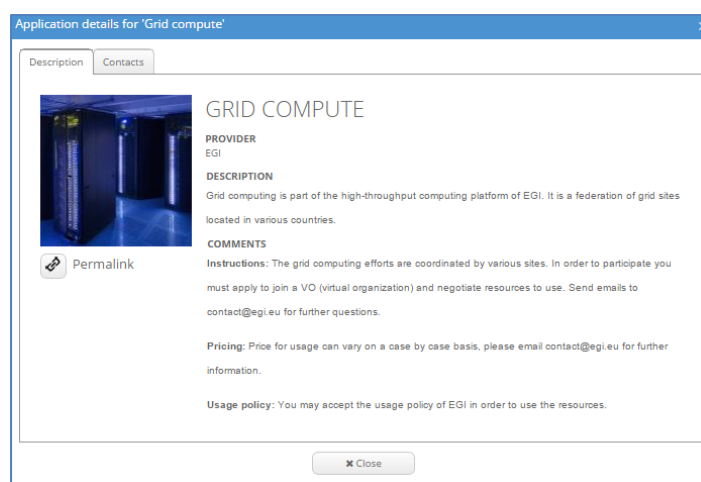 Application details for 'Grid compute'
Description
Contacts
GRID COMPUTE
PROVIDER
EGI
DESCRIPTION
Grid computing is part of the high-throughput computing platform of EGI. It is a federation of grid sites
located in various countries.
COMMENTS
Permalink
Instructions: The grid computing efforts are coordinated by various sites. In order to participate you
must apply to join a VO (virtual organization) and negotiate resources to use. Send emails to
contact@egi.eu for further questions.
Pricing: Price for usage can vary on a case by case basis, please email contact@egi.eu for further
information.
Usage policy: You may accept the usage policy of EGI in order to use the resources.
Close